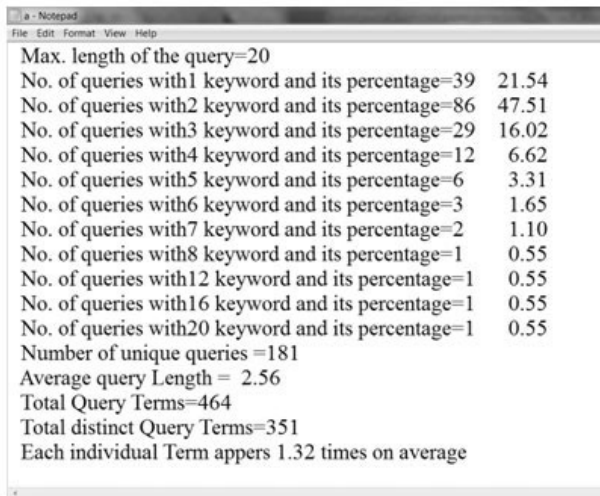 a - Notepad
File Edit Format View Help
Max. length of the query=20
No. of queries with1 keyword and its percentage=39 21.54
No. of queries with2 keyword and its percentage=86 47.51
No. of queries with3 keyword and its percentage=29 16.02
No. of queries with4 keyword and its percentage=12 6.62
No. of queries with5 keyword and its percentage=6 3.31
No. of queries with6 keyword and its percentage=3 1.65
No. of queries with7 keyword and its percentage=2 1.10
No. of queries with8 keyword and its percentage=1 0.55
No. of queries with12 keyword and its percentage=1 0.55
No. of queries with16 keyword and its percentage=1 0.55
No. of queries with20 keyword and its percentage=1 0.55
Number of unique queries =181
Average query Length = 2.56
Total Query Terms=464
Total distinct Query Terms=351
Each individual Term appers 1.32 times on average